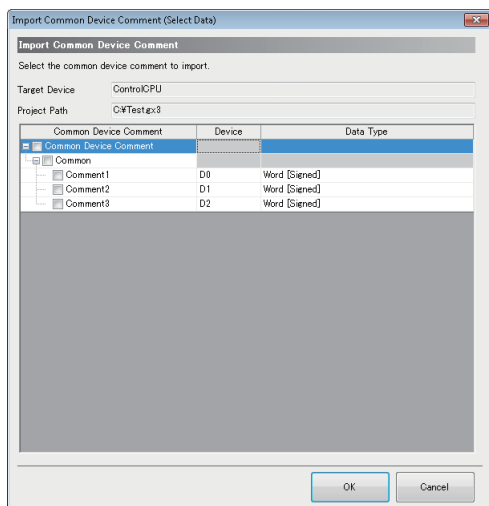 Import Common Device Comment (Select Data)
Import Common Device Comment
Select the common device comment to import.
Target Device ControlCPU
Project Path C:¥Test.gx3
Common Device Comment Device Data Type
Common Device Comment
Common
Comment1 D0 Word [Signed]
Comment2 D1 Word [Signed]
Comment3 D2 Word [Signed]
OK Cancel